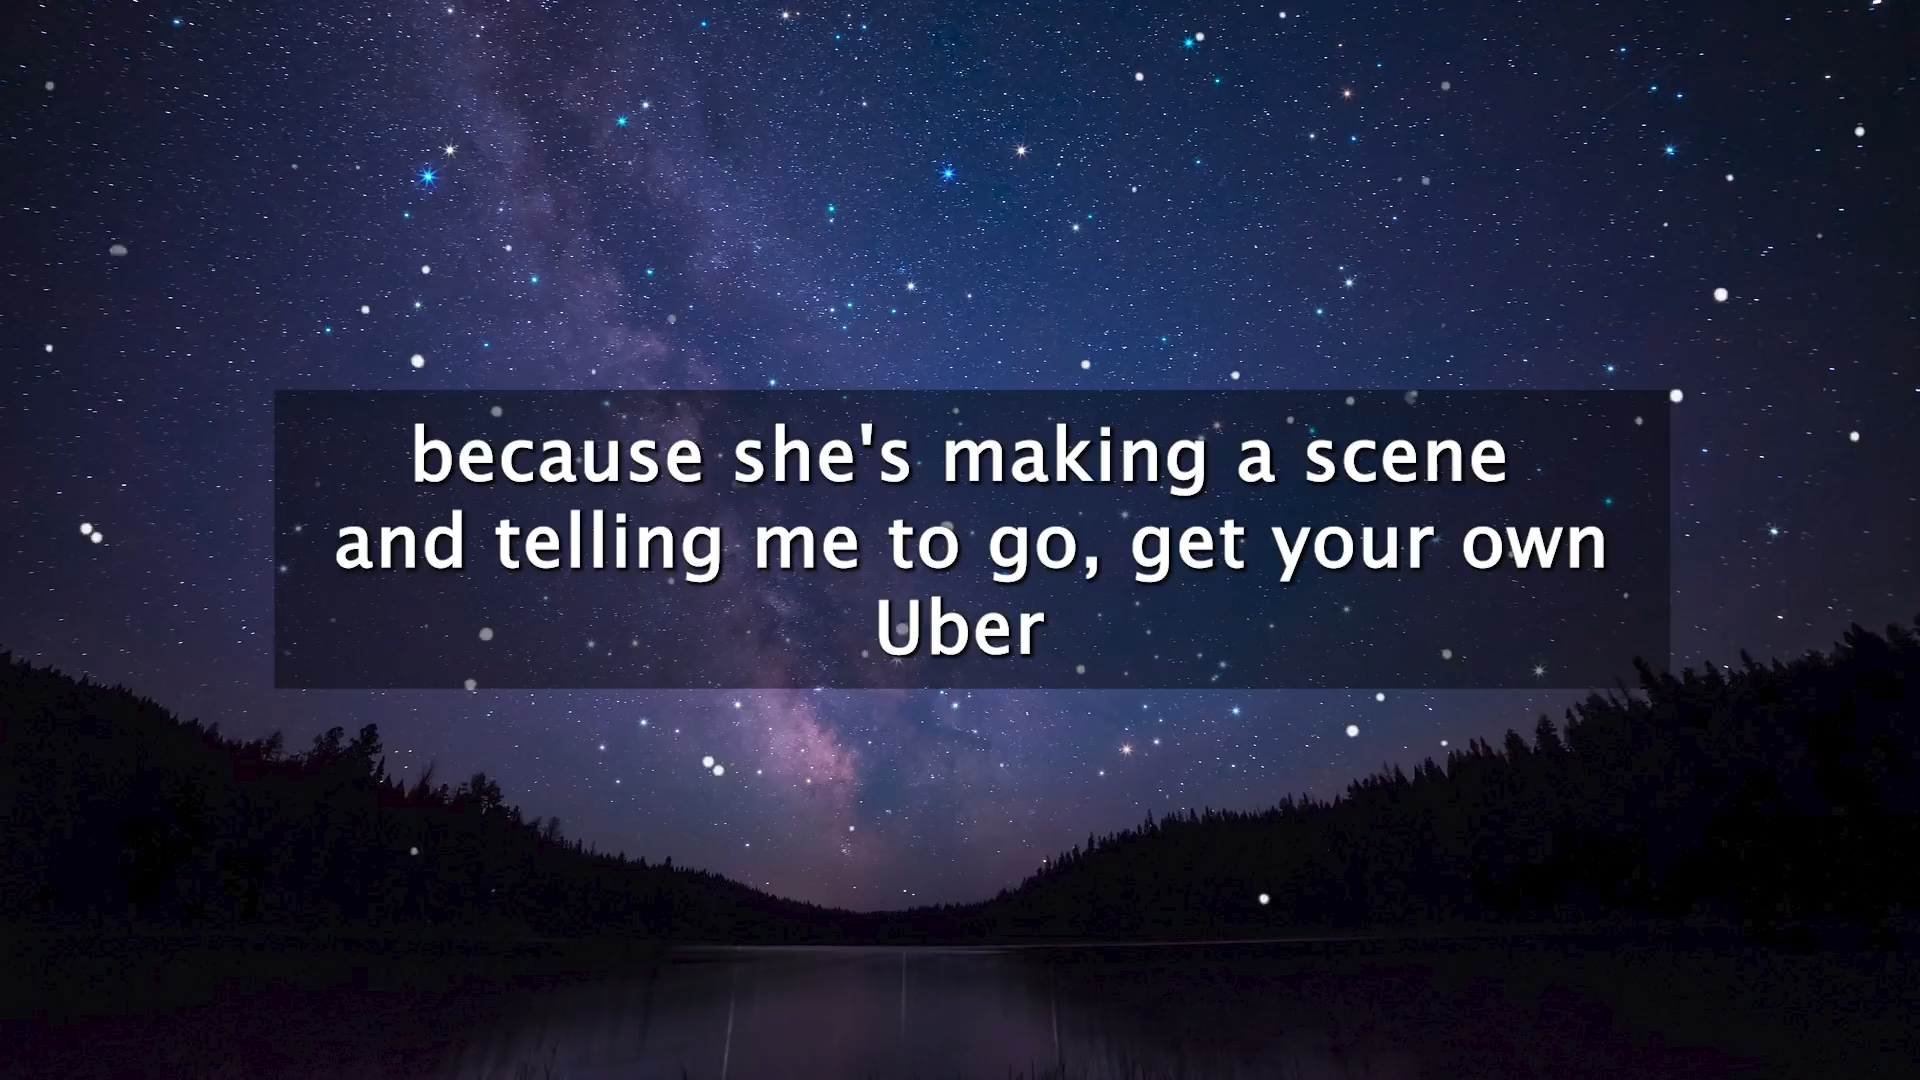 because she's making a scene
and telling me to go, get your own
Uber